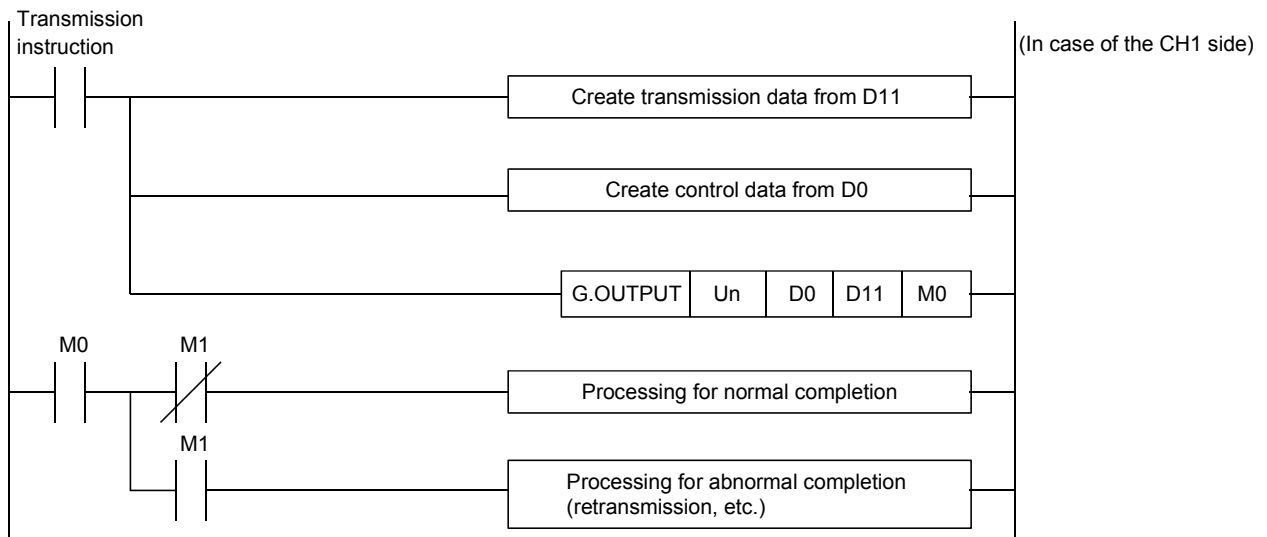 Transmission
instruction
(In case of the CH1 side)
Create transmission data from D11
Create control data from D0
G.OUTPUT Un D0 D11 M0
M0 M1
Processing for normal completion
M1
Processing for abnormal completion
(retransmission, etc.)